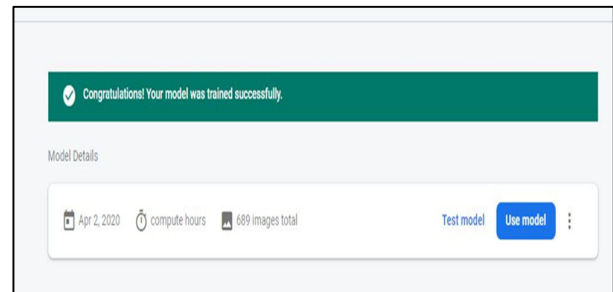 Congratulations! Your model was trained successfully.
Model Details
Apr 2, 2020 compute hours 689 images total Test model Use model